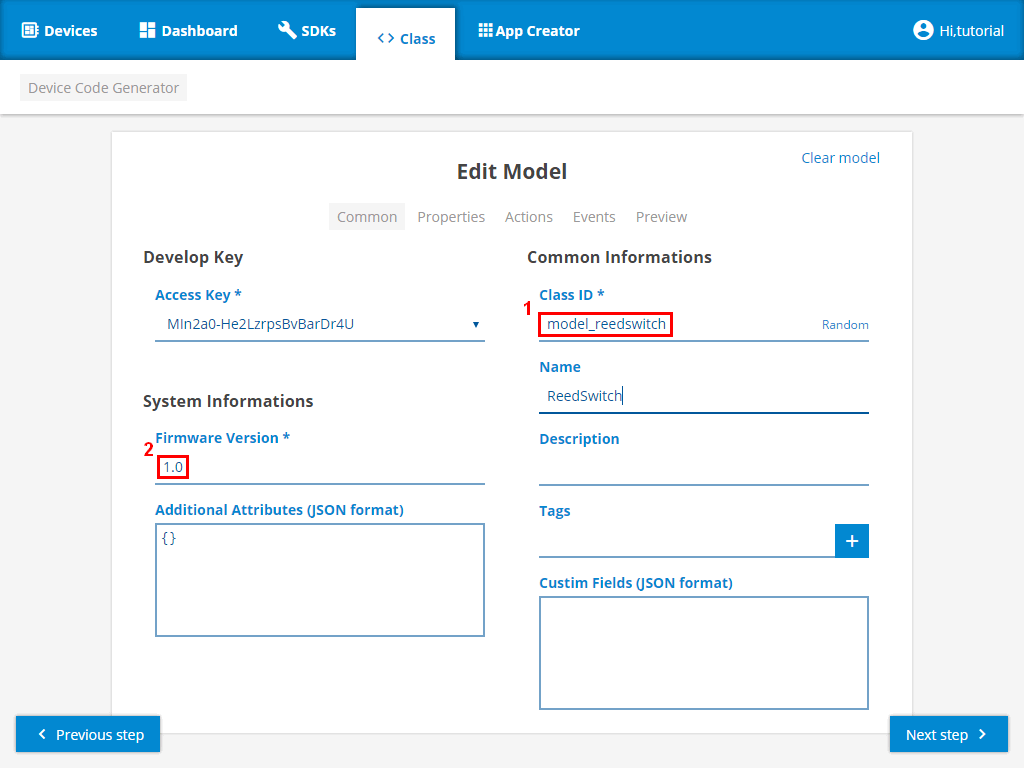 Devices Dashboard SDKs <> Class App Creator Hi,tutorial
Device Code Generator
Clear model
Edit Model
Common Properties Actions Events Preview
Develop Key
Access Key *
MIn2a0-He2LzrpsBvBarDr4U
System Informations
Firmware Version *
2
1.0
Additional Attributes (JSON format)
{}
Common Informations
Class ID *
1
model_reedswitch Random
Name
ReedSwitch
Description
Tags
+
Custim Fields (JSON format)
Previous step
Next step